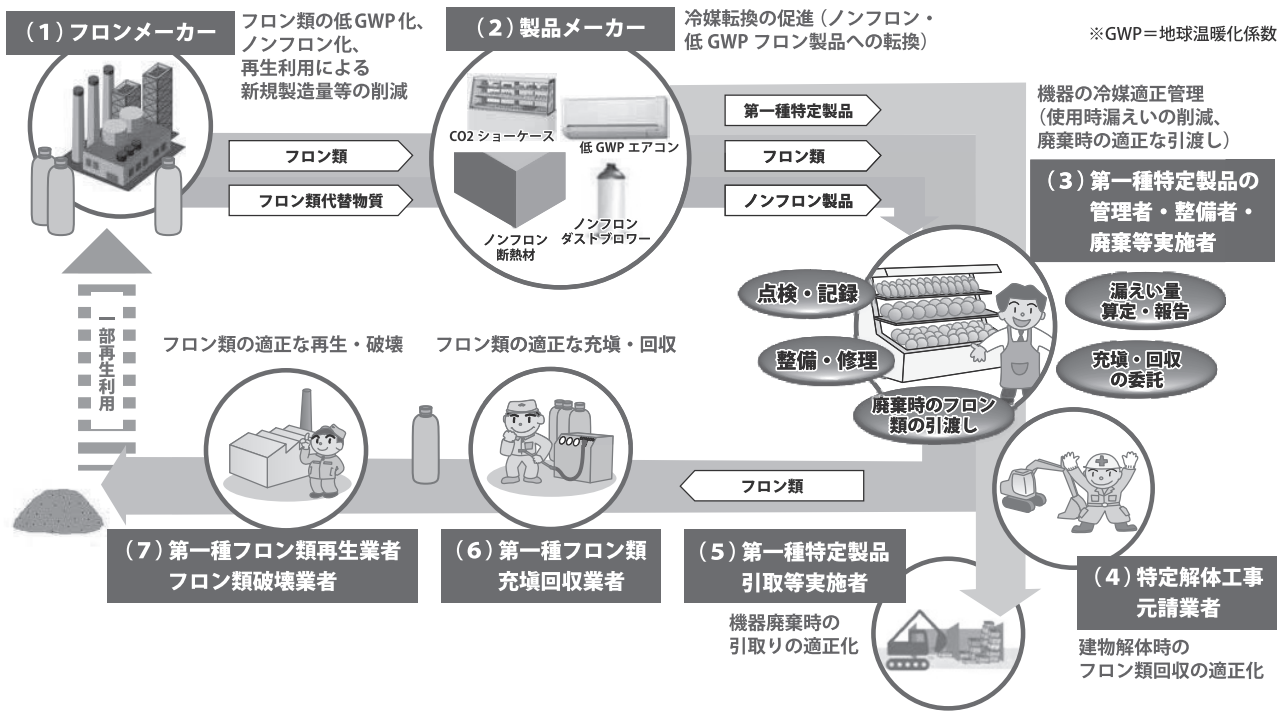 (1)フロンメーカー
フロン類の低GWP化、
ノンフロン化、
再生利用による
新規製造量等の削減
(2)製品メーカー
冷媒転換の促進(ノンフロン・
低GWPフロン製品への転換)
※GWP=地球温暖化係数
CO2ショーケース
低GWPエアコン
ノンフロン
断熱材
ノンフロン
ダストブロワー
フロン類
フロン類代替物質
第一種特定製品
フロン類
ノンフロン製品
機器の冷媒適正管理
(使用時漏えいの削減、
廃棄時の適正な引渡し)
(3)第一種特定製品の
管理者・整備者・
廃棄等実施者
点検・記録
整備・修理
廃棄時のフロン
類の引渡し
漏えい量
算定・報告
充塡・回収
の委託
一部再生利用
フロン類の適正な再生・破壊
フロン類の適正な充塡・回収
フロン類
(7)第一種フロン類再生業者
フロン類破壊業者
(6)第一種フロン類
充塡回収業者
(5)第一種特定製品
引取等実施者
機器廃棄時の
引取りの適正化
(4)特定解体工事
元請業者
建物解体時の
フロン類回収の適正化